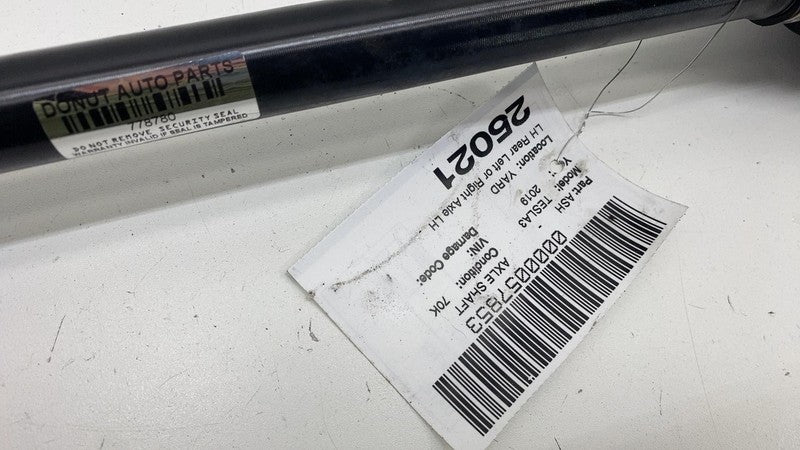 DONUT AUTO PARTS
778780
DO NOT REMOVE SECURITY SEAL
WARRANTY INVALID IF SEAL IS TAMPERED
0000057853
Part: ASH AXLE SHAFT 70K
Model: TESLA3 Condition:
2019 VIN:
Location: YARD Damage Code:
LH Rear Left or Right Axle LH
25021